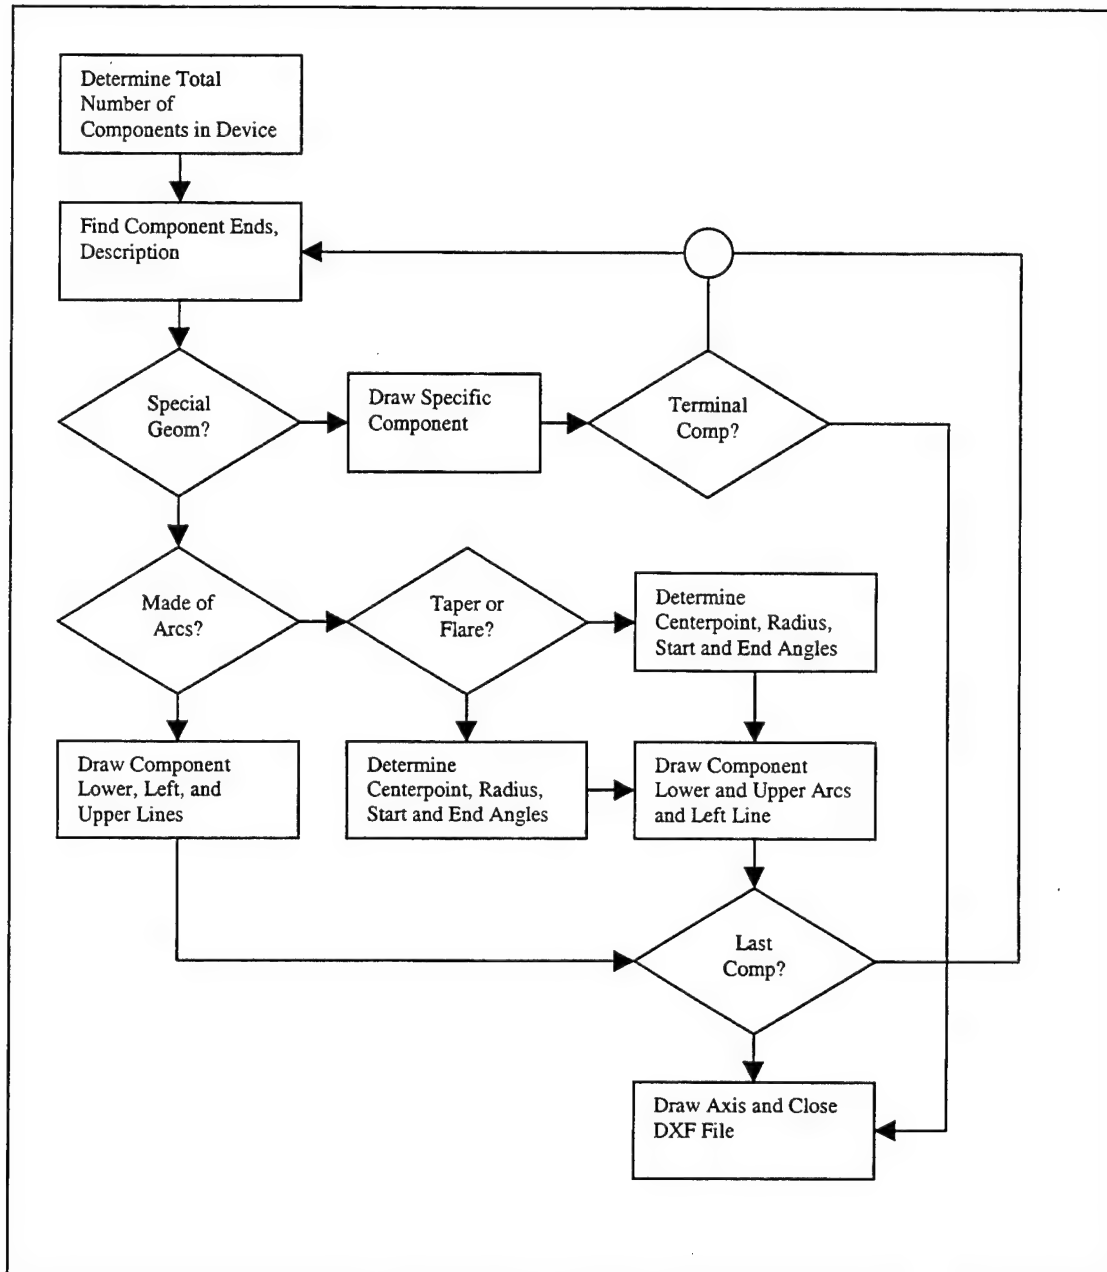 Determine Total
Number of
Components in Device
Find Component Ends,
Description
Special
Geom?
Draw Specific
Component
Terminal
Comp?
Made of
Arcs?
Taper or
Flare?
Determine
Centerpoint, Radius,
Start and End Angles
Draw Component
Lower, Left, and
Upper Lines
Determine
Centerpoint, Radius,
Start and End Angles
Draw Component
Lower and Upper Arcs
and Left Line
Last
Comp?
Draw Axis and Close
DXF File